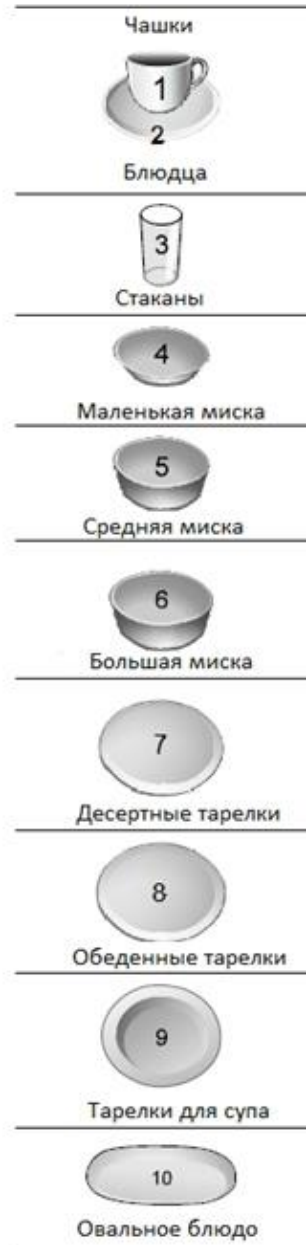 Чашки
1
2
Блюдца
3
Стаканы
4
Маленькая миска
5
Средняя миска
6
Большая миска
7
Десертные тарелки
8
Обеденные тарелки
9
Тарелки для супа
10
Овальное блюдо